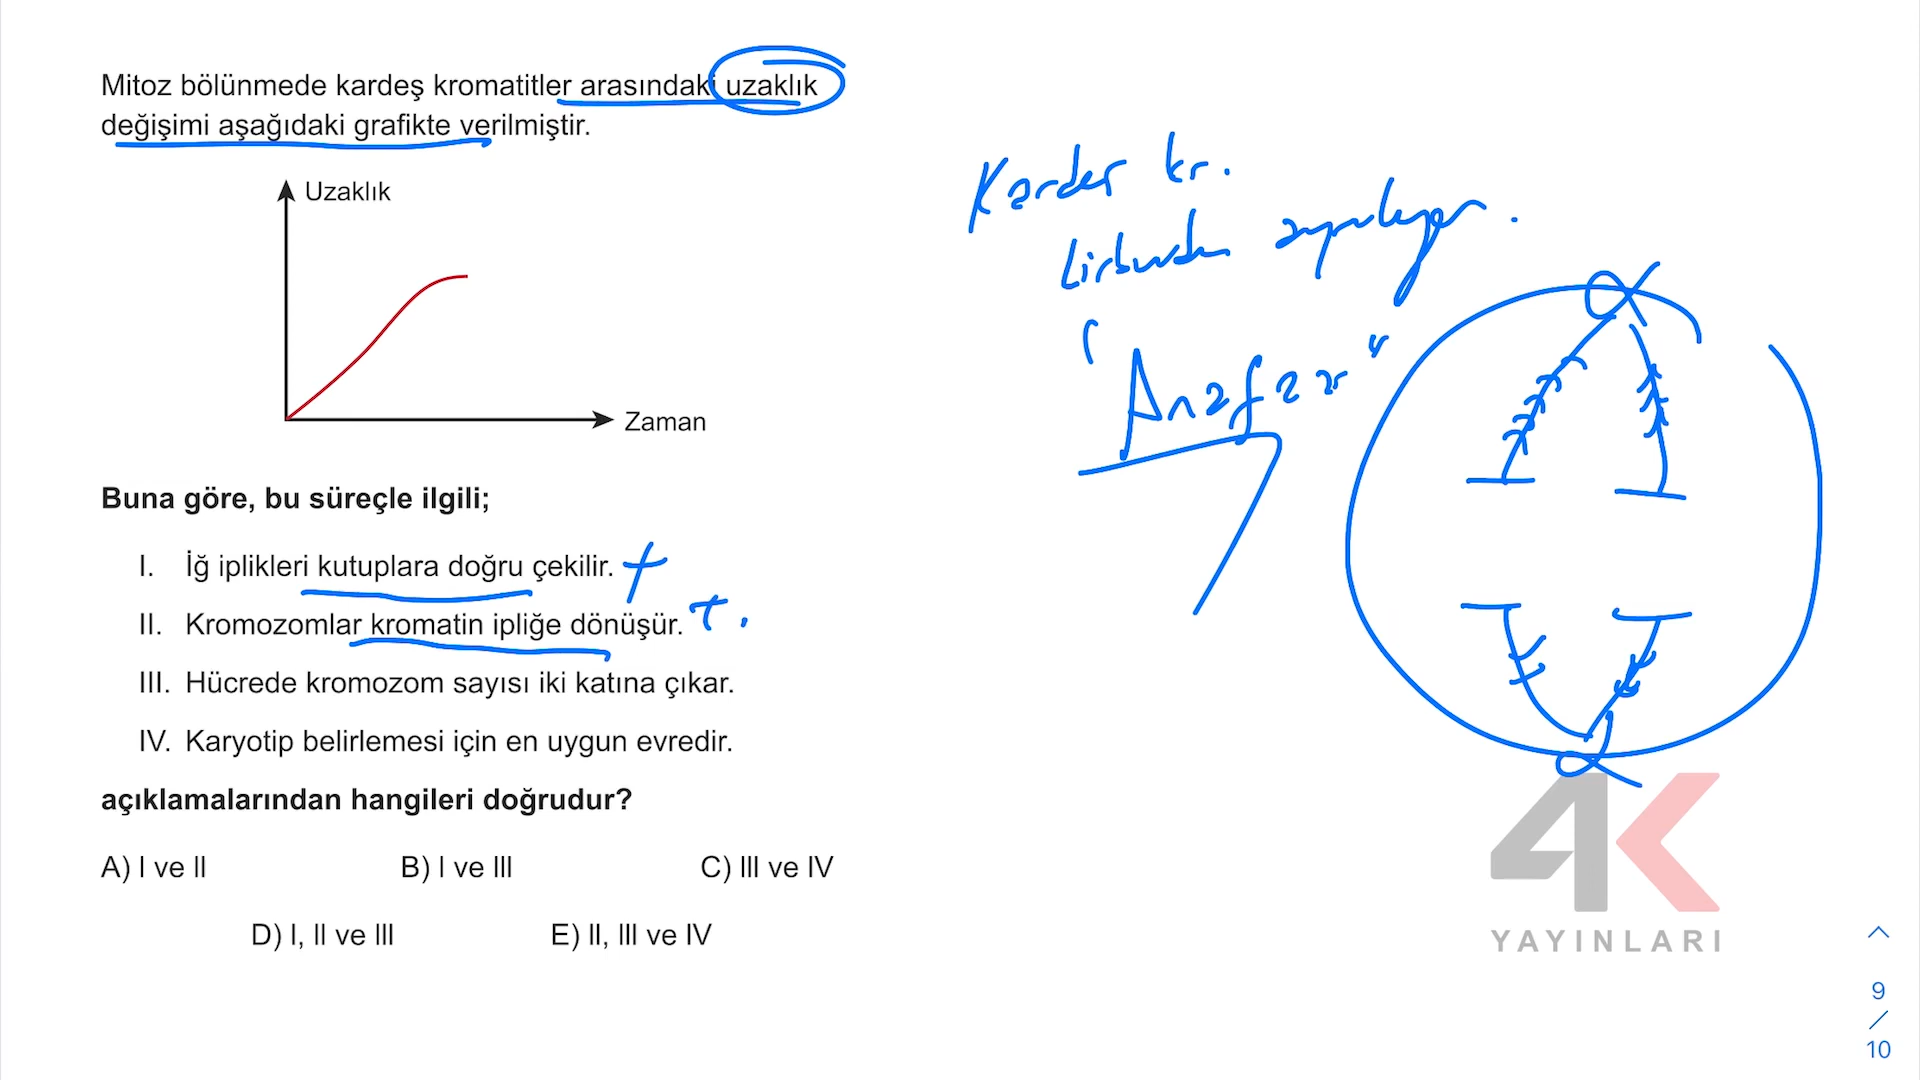 Mitoz bölünmede kardeş kromatitler arasındaki uzaklık
değişimi aşağıdaki grafikte verilmiştir.
Uzaklık
Zaman
Buna göre, bu süreçle ilgili;
I. İğ iplikleri kutuplara doğru çekilir.
II. Kromozomlar kromatin ipliğe dönüşür.
III. Hücrede kromozom sayısı iki katına çıkar.
IV. Karyotip belirlemesi için en uygun evredir.
açıklamalarından hangileri doğrudur?
A) I ve II
B) I ve III
C) III ve IV
D) I, II ve III
E) II, III ve IV
Kardeş kr.
"Anafaz"
4K
YAYINLARI
9
/
10